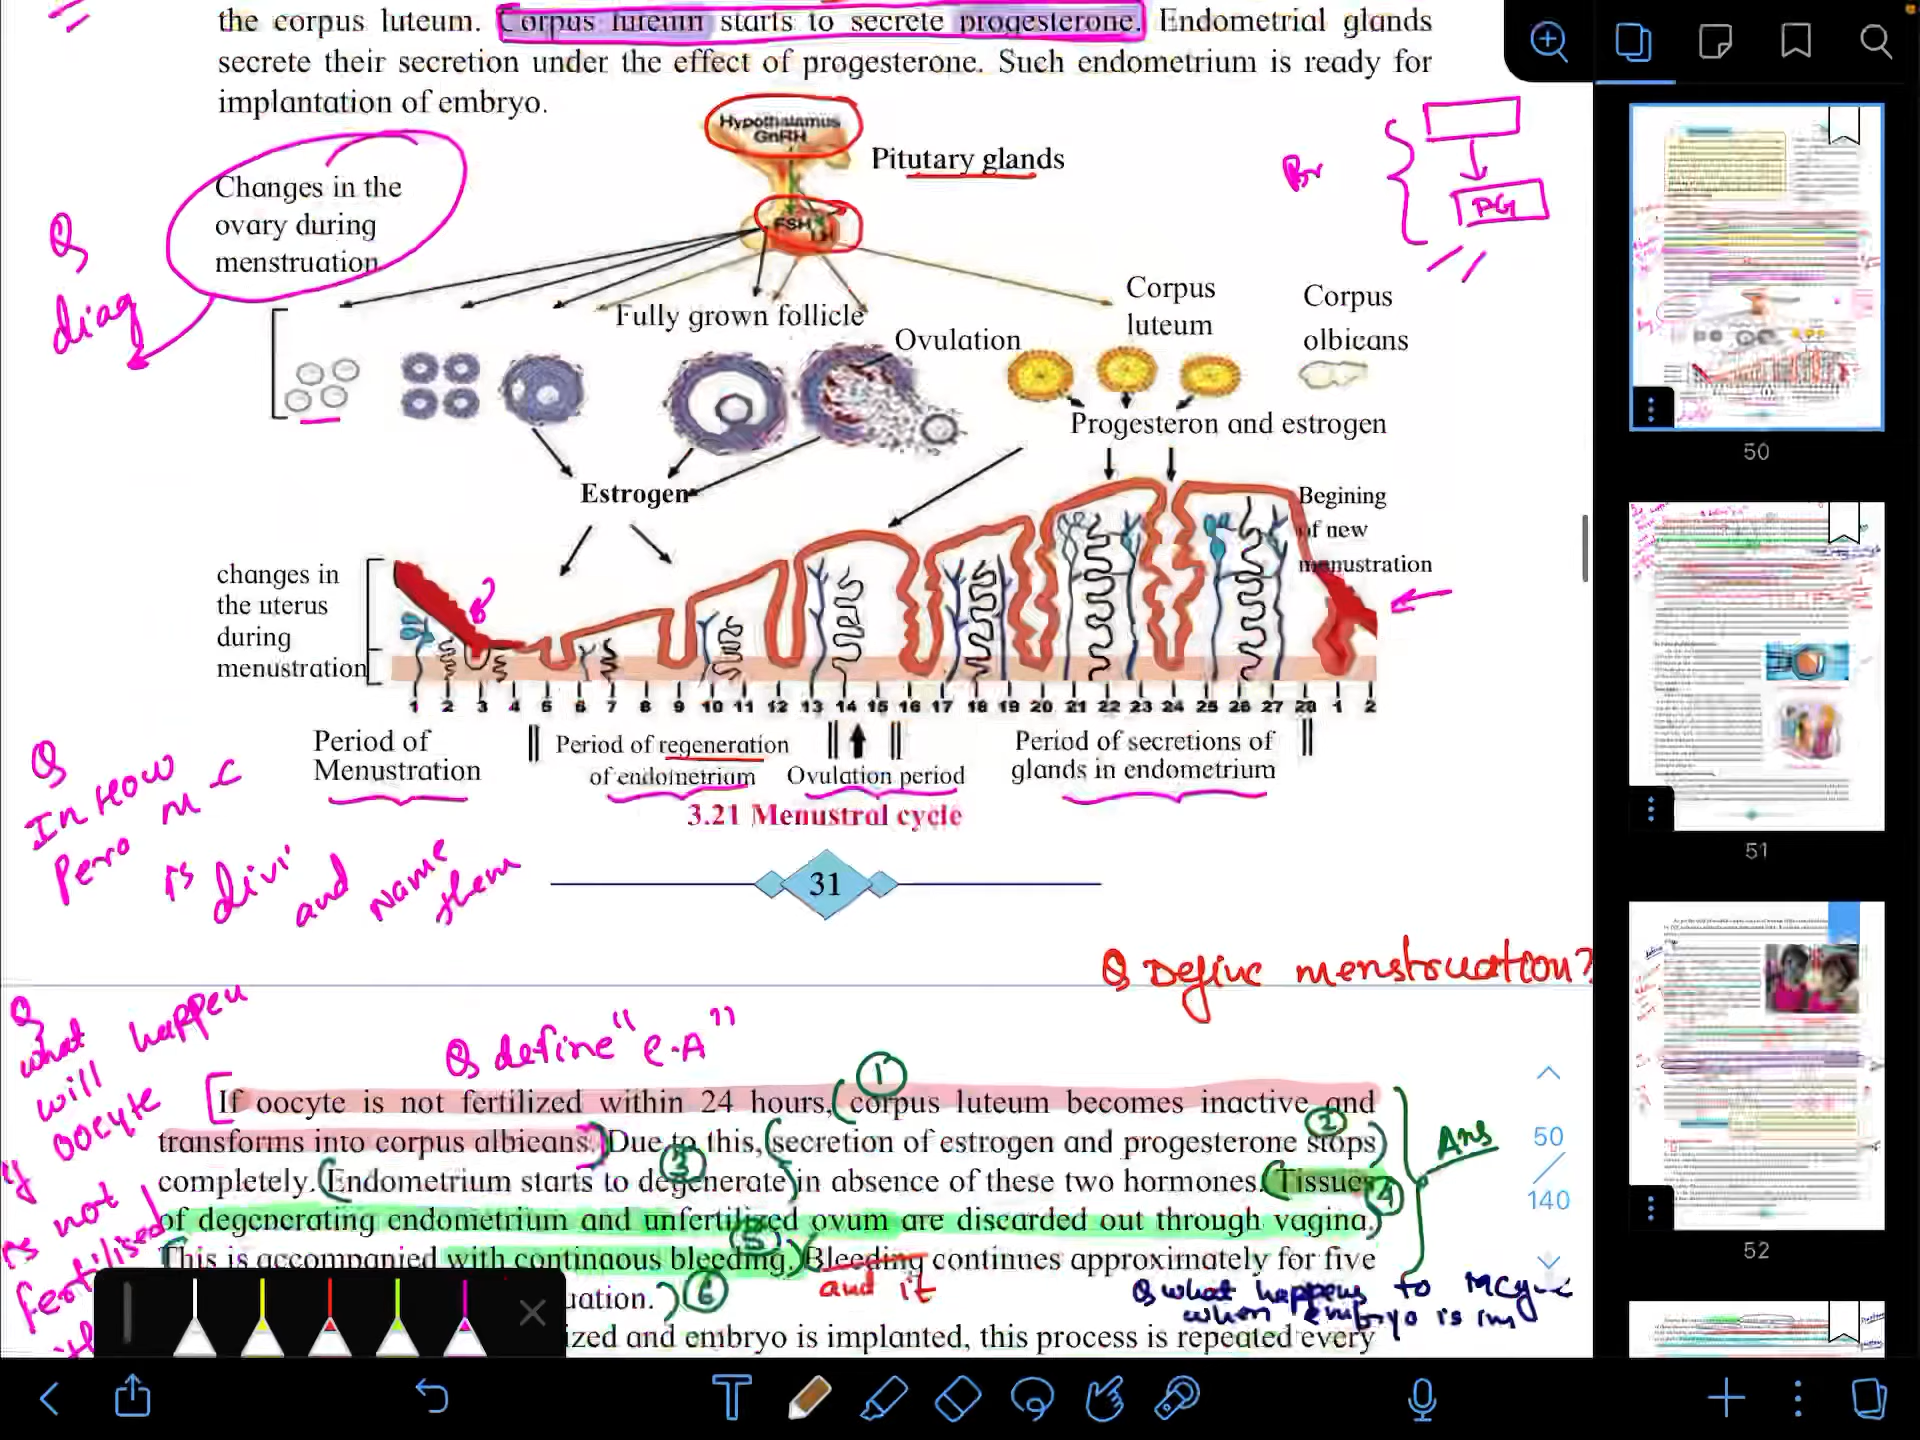 the corpus luteum. Corpus luteum starts to secrete progesterone. Endometrial glands
secrete their secretion under the effect of progesterone. Such endometrium is ready for
implantation of embryo.
Hypothalamus
GnRH
Pitutary glands
FSH LH
Br
PG
Changes in the
ovary during
menstruation
Q
diag
Fully grown follicle
Ovulation
Corpus
luteum
Corpus
olbicans
Progesteron and estrogen
Estrogen
Begining
of new
menustration
changes in
the uterus
during
menustration
1 2 3 4 5 6 7 8 9 10 11 12 13 14 15 16 17 18 19 20 21 22 23 24 25 26 27 28 1 2
Period of
Menustration
Period of regeneration
of endometrium
Ovulation period
Period of secretions of
glands in endometrium
3.21 Menustral cycle
Q
In How
Pero M-C
is divi
and name
them
31
Q Define menstruation?
Q
what happen
will
oocyte
if
is not
fertilised
Q define "C.A"
1
If oocyte is not fertilized within 24 hours, corpus luteum becomes inactive and
transforms into corpus albicans. Due to this, secretion of estrogen and progesterone stops
2
completely. Endometrium starts to degenerate in absence of these two hormones. Tissues
3
4
of degenerating endometrium and unfertilized ovum are discarded out through vagina.
This is accompanied with continuous bleeding. Bleeding continues approximately for five
5
and it
uation.
6
ized and embryo is implanted, this process is repeated every
Ans
Q what happens to Mcycle
when embryo is im
50
140
50
51
52